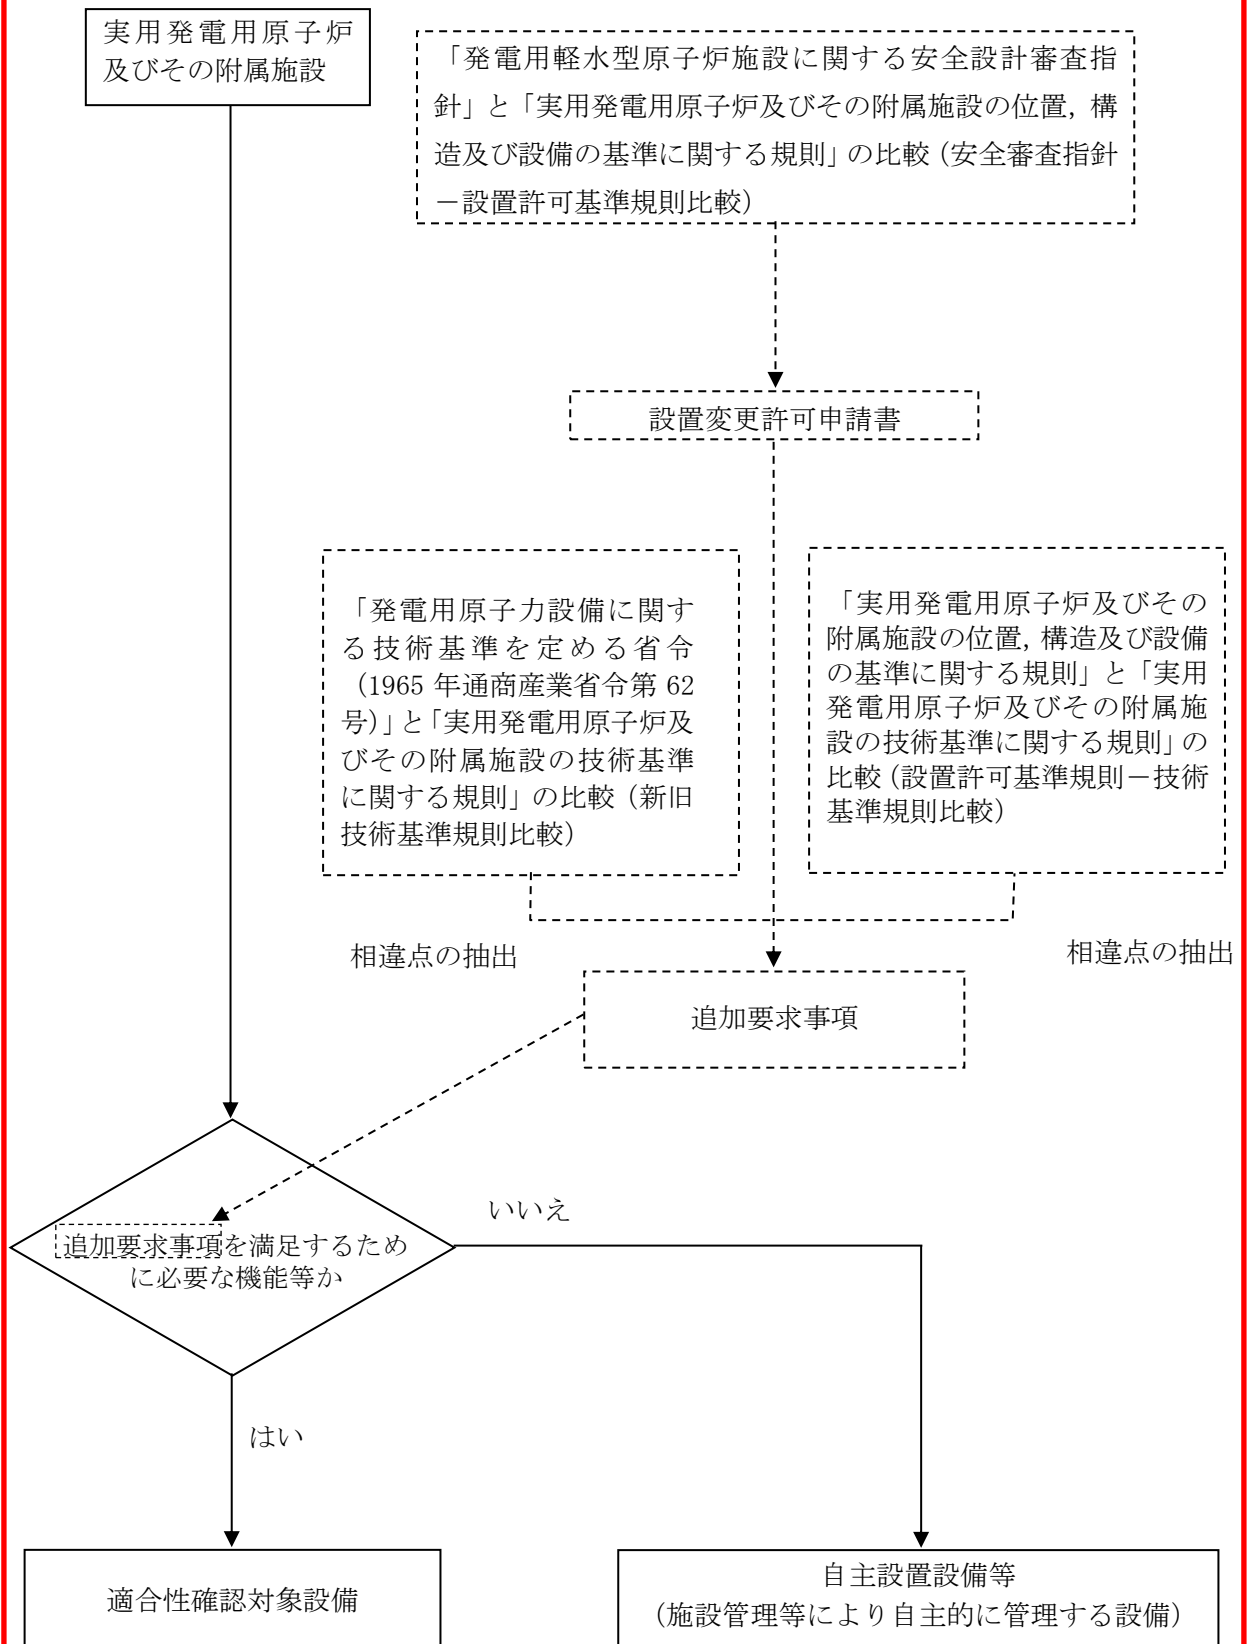 実用発電用原子炉
及びその附属施設
「発電用軽水型原子炉施設に関する安全設計審査指
針」と「実用発電用原子炉及びその附属施設の位置，構
造及び設備の基準に関する規則」の比較（安全審査指針
－設置許可基準規則比較）
設置変更許可申請書
「発電用原子力設備に関す
る技術基準を定める省令
（1965 年通商産業省令第 62
号）」と「実用発電用原子炉及
びその附属施設の技術基準
に関する規則」の比較（新旧
技術基準規則比較）
「実用発電用原子炉及びその
附属施設の位置，構造及び設備
の基準に関する規則」と「実用
発電用原子炉及びその附属施
設の技術基準に関する規則」の
比較（設置許可基準規則－技術
基準規則比較）
相違点の抽出
相違点の抽出
追加要求事項
いいえ
追加要求事項を満足するため
に必要な機能等か
はい
適合性確認対象設備
自主設置設備等
（施設管理等により自主的に管理する設備）